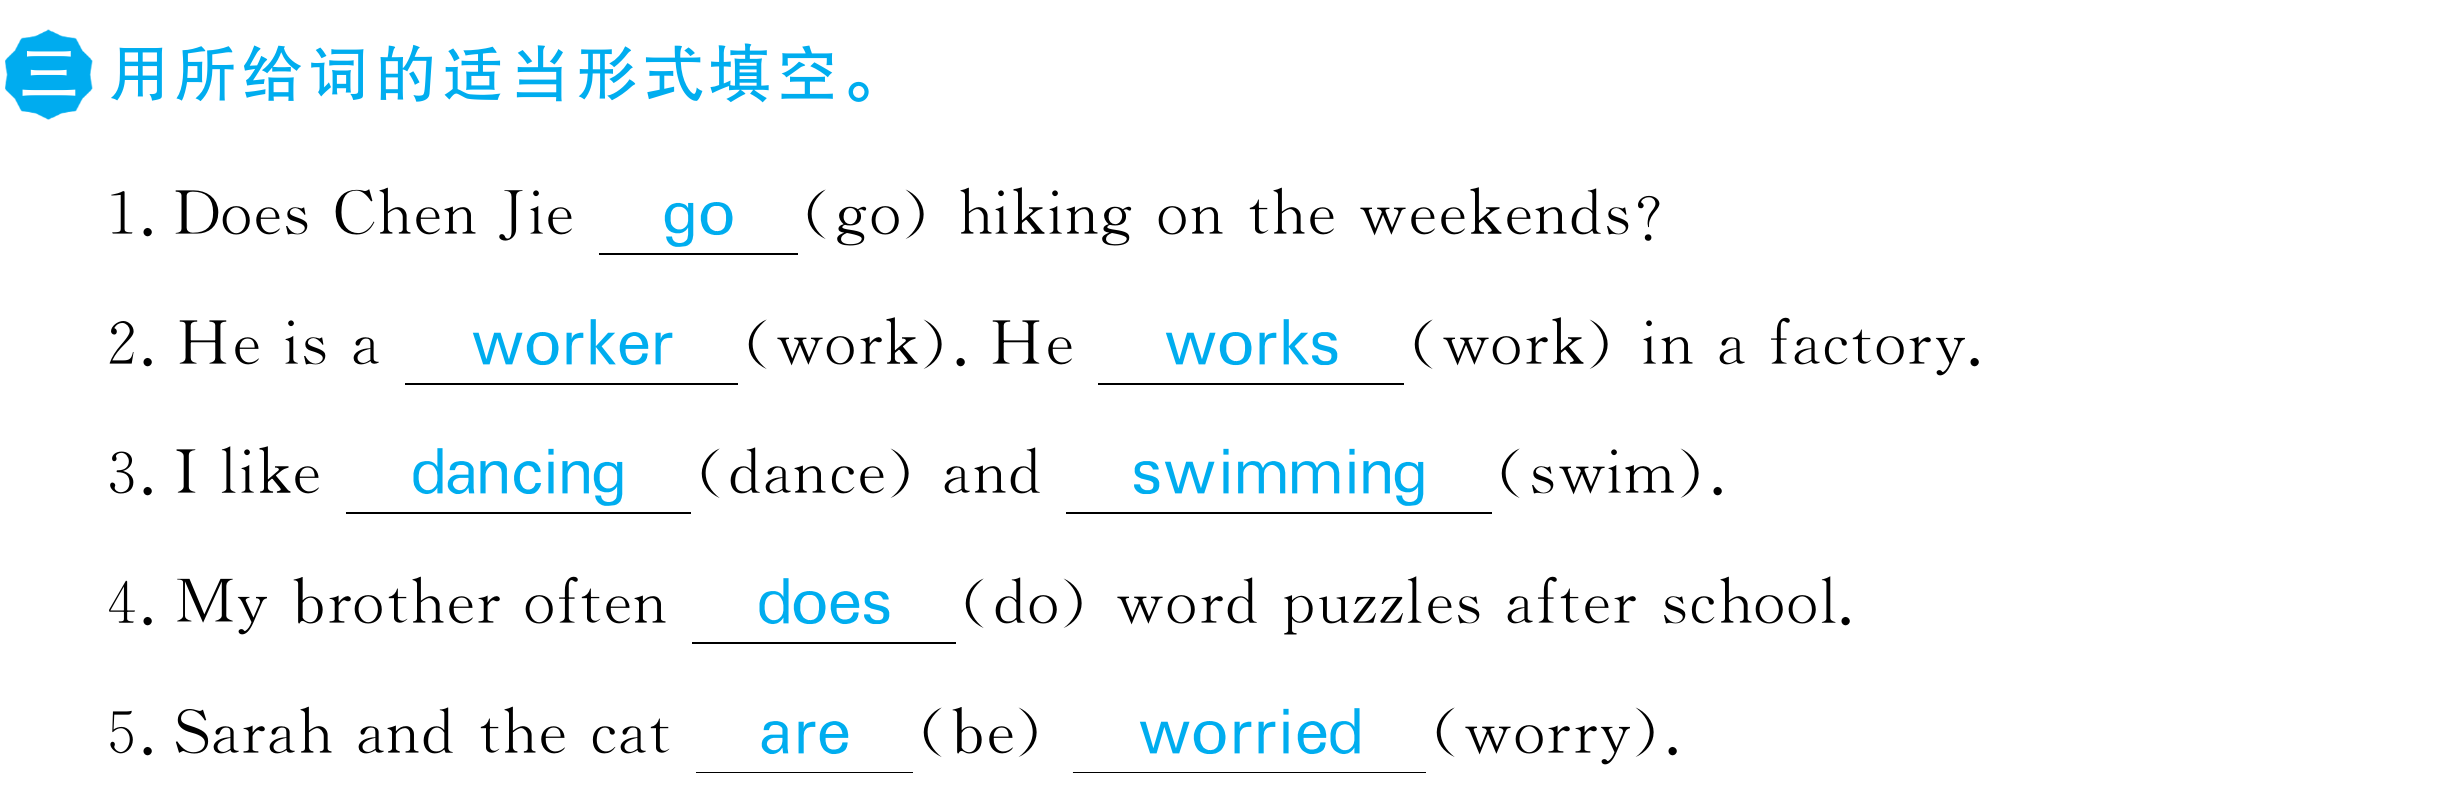 三 用所给词的适当形式填空。
1. Does Chen Jie go (go) hiking on the weekends?
2. He is a worker (work). He works (work) in a factory.
3. I like dancing (dance) and swimming (swim).
4. My brother often does (do) word puzzles after school.
5. Sarah and the cat are (be) worried (worry).